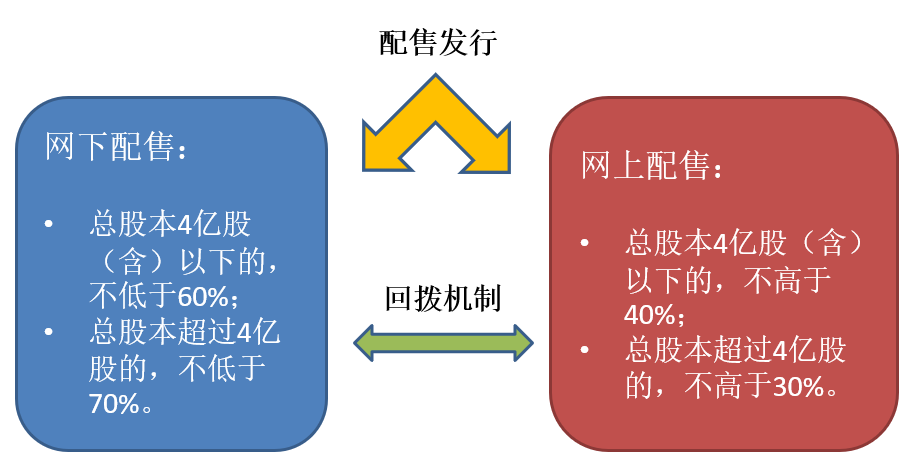 配售发行
网下配售：
• 总股本4亿股
（含）以下的，
不低于60%；
• 总股本超过4亿
股的，不低于
70%。
回拨机制
网上配售：
• 总股本4亿股（含）
以下的，不高于
40%；
• 总股本超过4亿股
的，不高于30%。